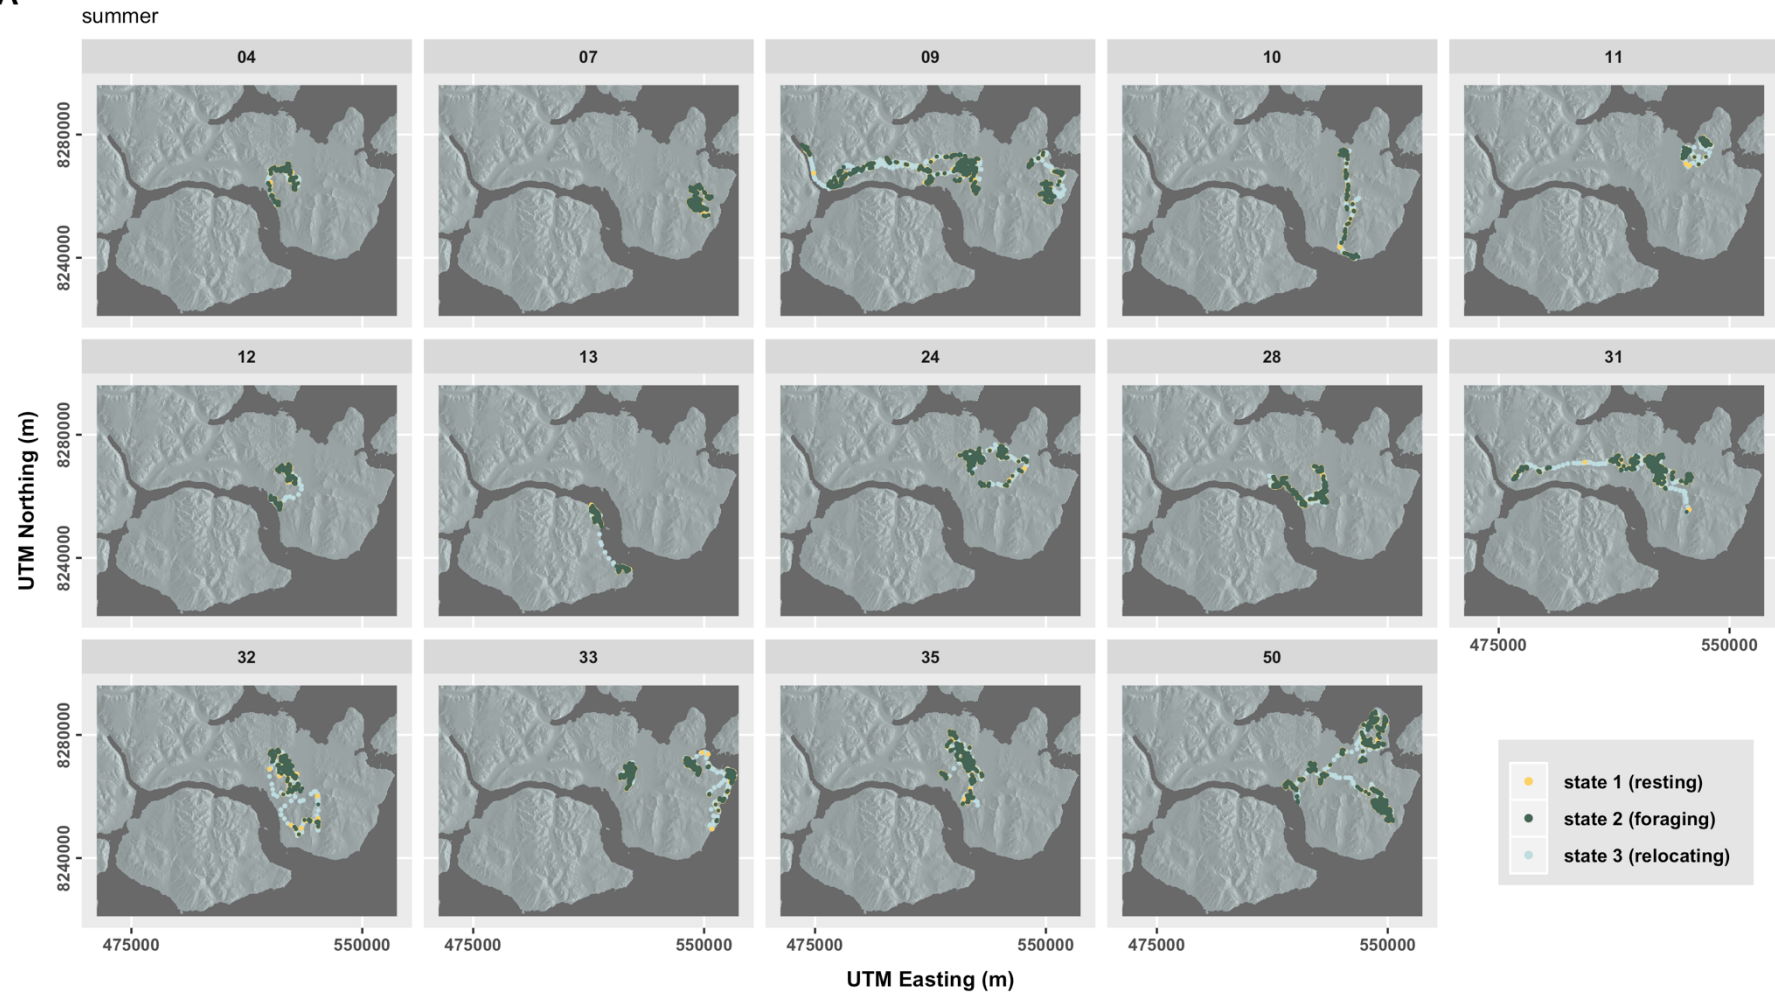 A
summer
04 07 09 10 11
8280000
8240000
12 13 24 28 31
8280000
8240000
475000 550000
32 33 35 50
8280000
8240000
475000 550000 475000 550000 475000 550000 475000 550000
UTM Northing (m)
UTM Easting (m)
state 1 (resting)
state 2 (foraging)
state 3 (relocating)